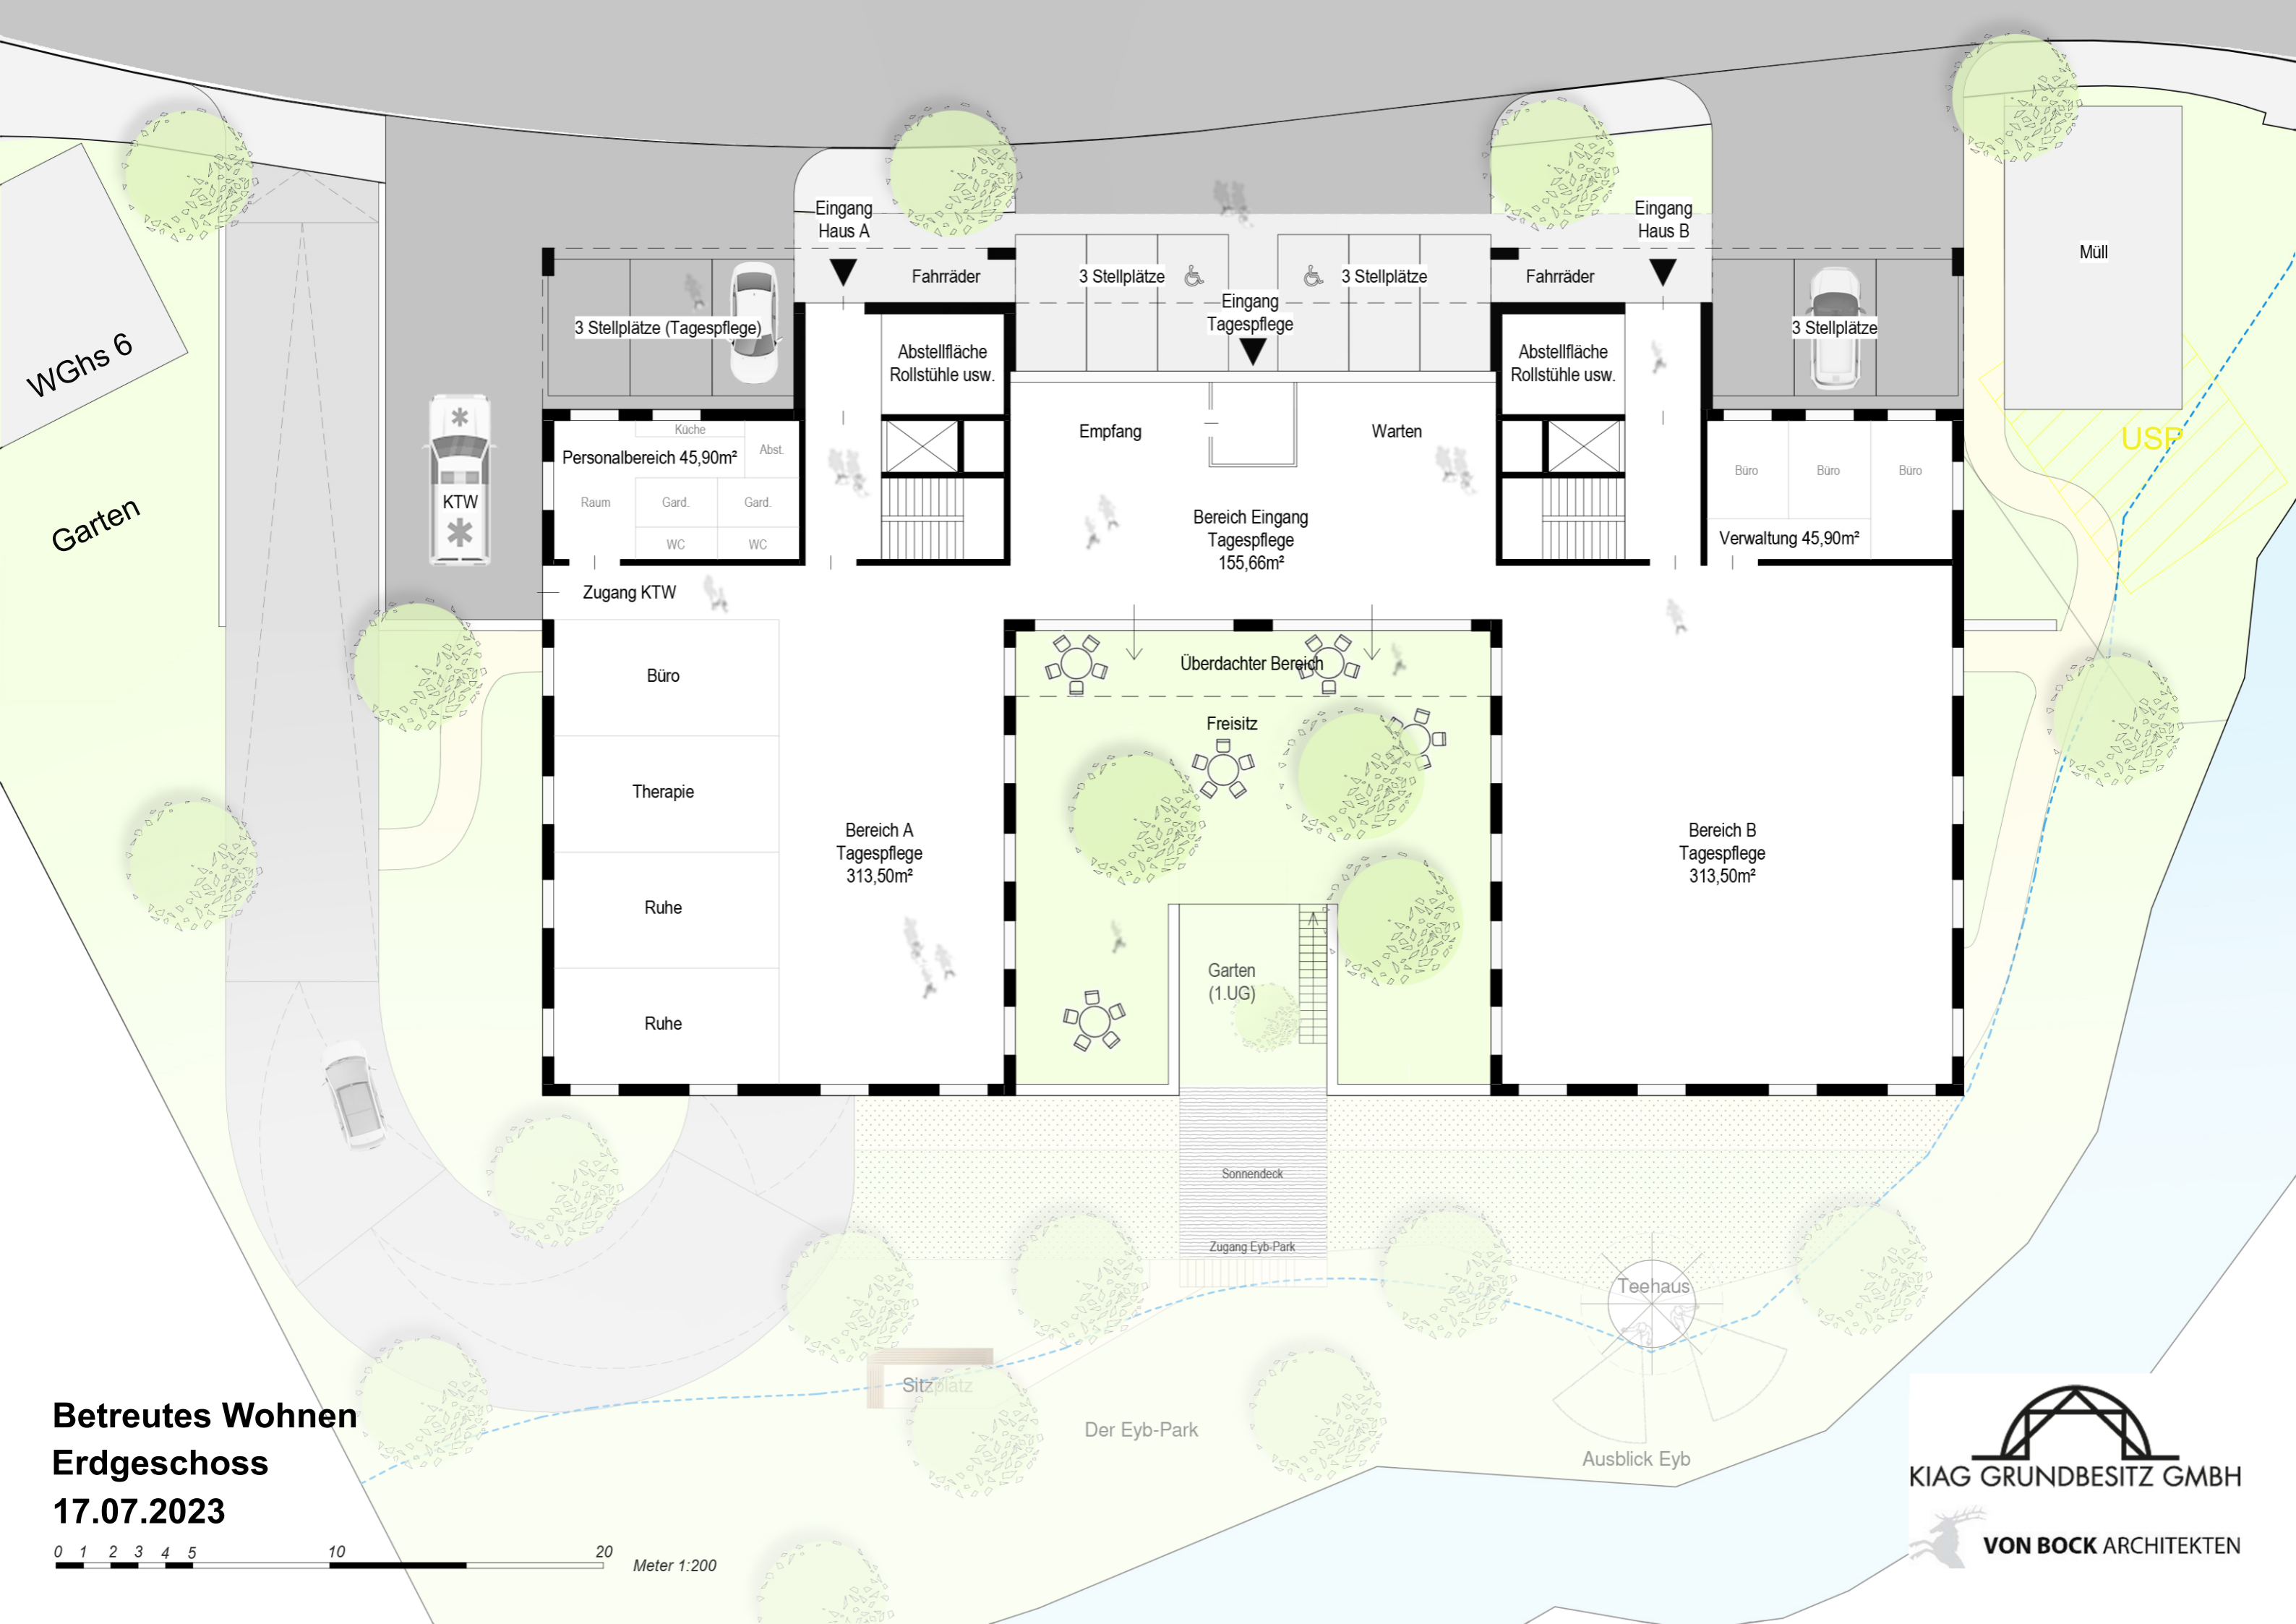 Eingang
Haus A
Eingang
Haus B
Müll
Fahrräder
3 Stellplätze
3 Stellplätze
Fahrräder
Eingang
Tagespflege
3 Stellplätze (Tagespflege)
3 Stellplätze
WGhs 6
Abstellfläche
Rollstühle usw.
Abstellfläche
Rollstühle usw.
Küche
Abst.
Personalbereich 45,90m²
Empfang
Warten
USP
Büro
Büro
Büro
KTW
Raum
Gard.
Gard.
Garten
WC
WC
Bereich Eingang
Tagespflege
155,66m²
Verwaltung 45,90m²
Zugang KTW
Büro
Überdachter Bereich
Freisitz
Therapie
Bereich A
Tagespflege
313,50m²
Bereich B
Tagespflege
313,50m²
Ruhe
Garten
(1.UG)
Ruhe
Sonnendeck
Zugang Eyb-Park
Teehaus
Sitzplatz
Der Eyb-Park
Ausblick Eyb
Betreutes Wohnen
Erdgeschoss
17.07.2023
0 1 2 3 4 5 10 20
Meter 1:200
KIAG GRUNDBESITZ GMBH
VON BOCK ARCHITEKTEN